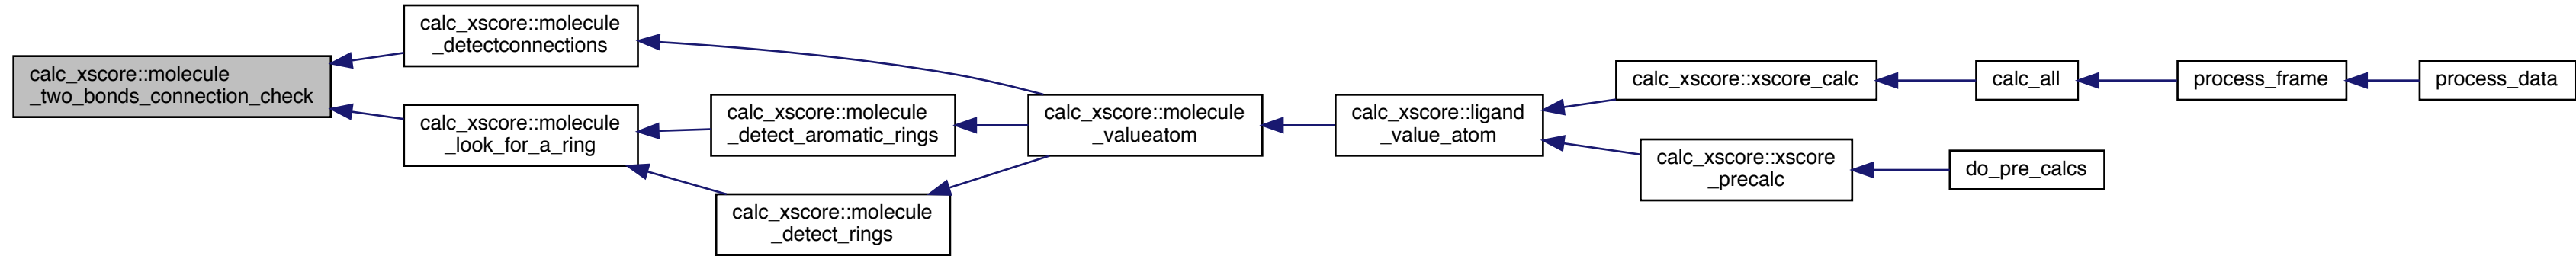 calc_xscore::molecule
_two_bonds_connection_check
calc_xscore::molecule
_detectconnections
calc_xscore::molecule
_look_for_a_ring
calc_xscore::molecule
_detect_aromatic_rings
calc_xscore::molecule
_detect_rings
calc_xscore::molecule
_valueatom
calc_xscore::ligand
_value_atom
calc_xscore::xscore_calc
calc_xscore::xscore
_precalc
calc_all
do_pre_calcs
process_frame
process_data